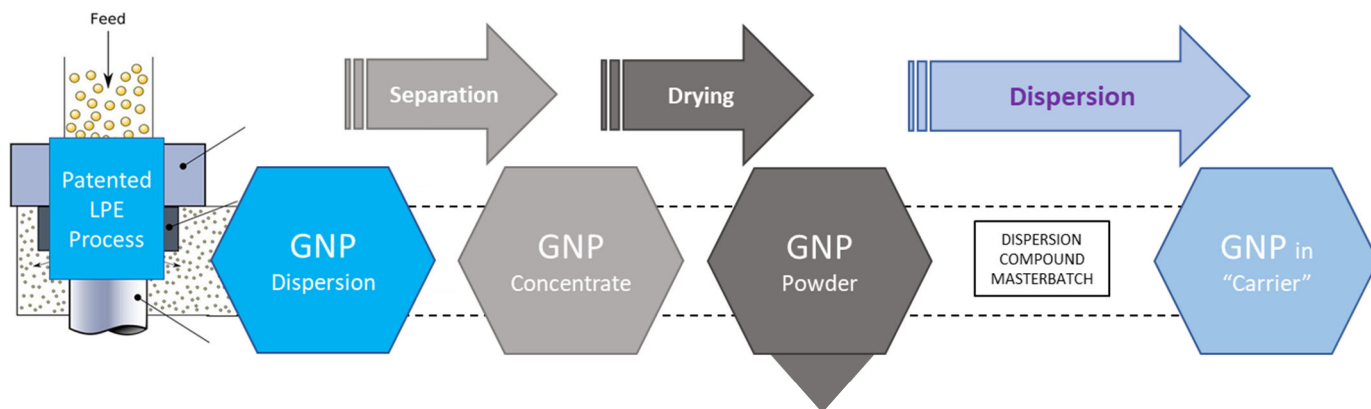 Feed
Separation
Drying
Dispersion
Patented
LPE
Process
GNP
Dispersion
GNP
Concentrate
GNP
Powder
DISPERSION
COMPOUND
MASTERBATCH
GNP in
“Carrier”